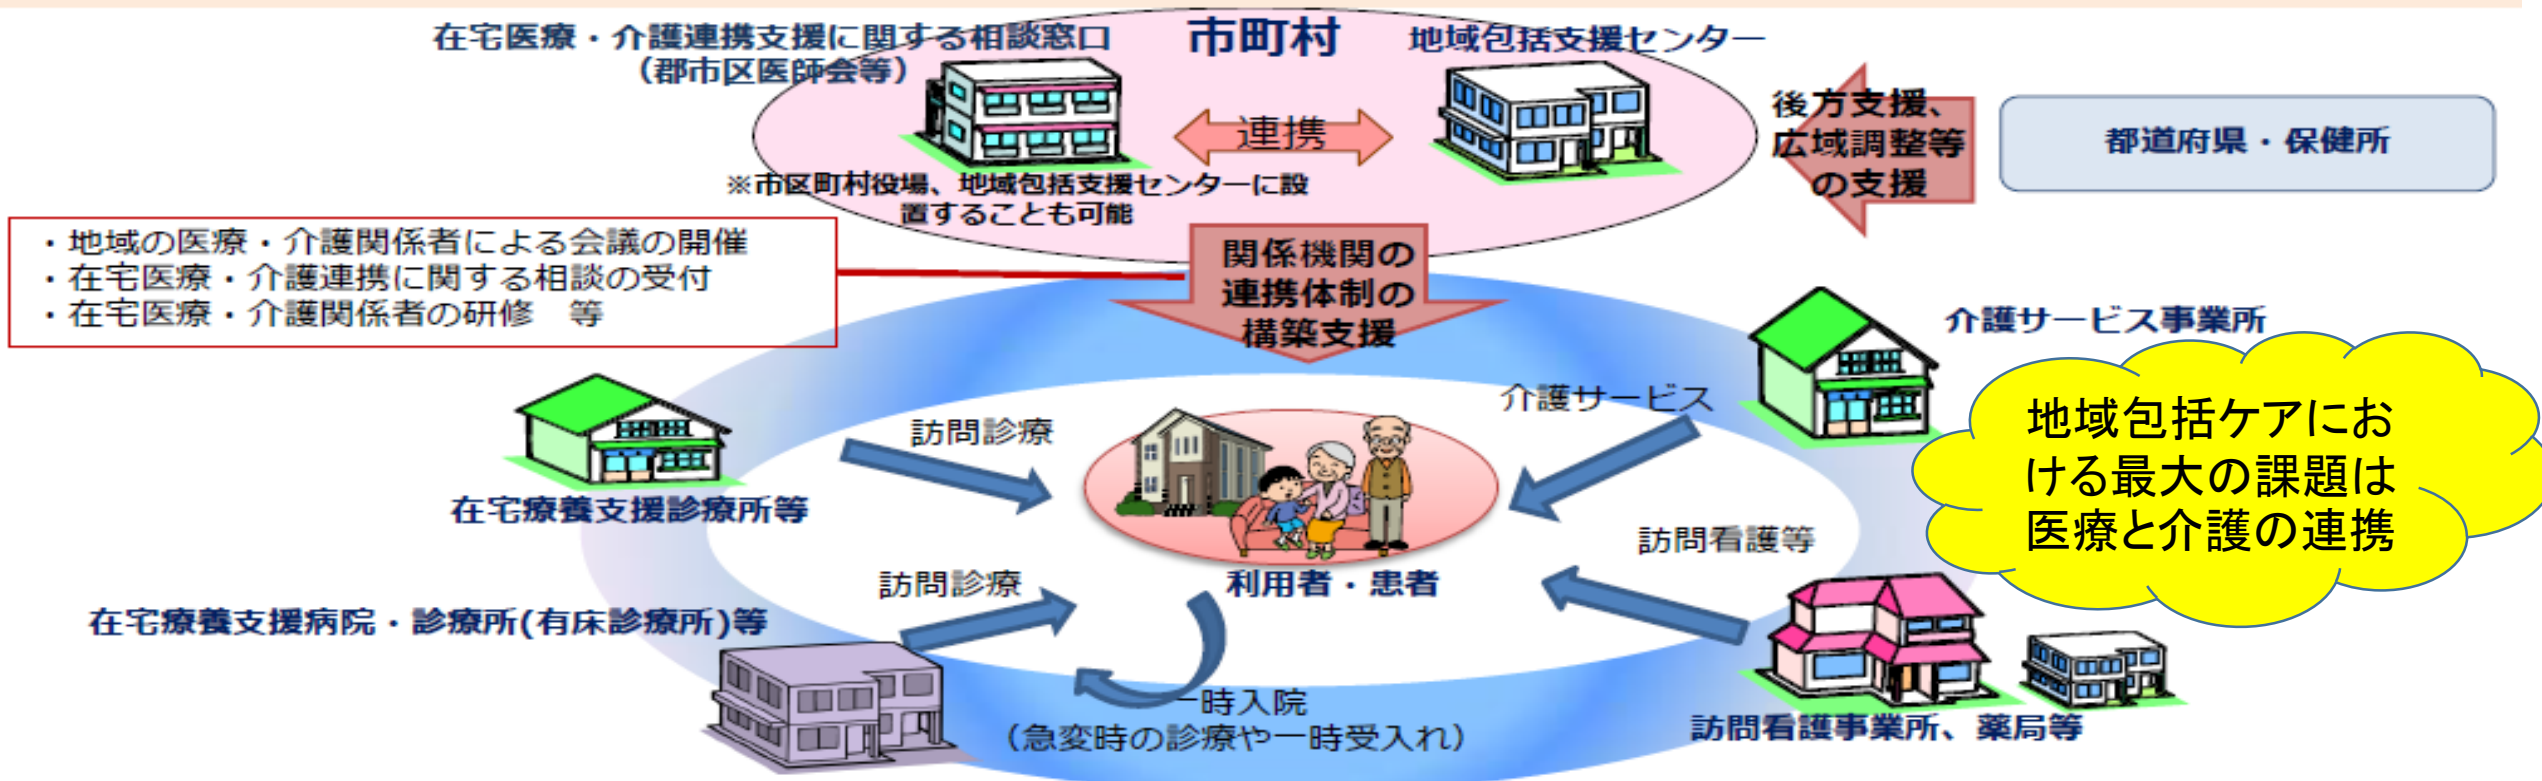 在宅医療・介護連携支援に関する相談窓口
（郡市区医師会等）
市町村
地域包括支援センター
連携
※市区町村役場、地域包括支援センターに設
置することも可能
後方支援、
広域調整等
の支援
都道府県・保健所
・地域の医療・介護関係者による会議の開催
・在宅医療・介護連携に関する相談の受付
・在宅医療・介護関係者の研修　等
関係機関の
連携体制の
構築支援
介護サービス事業所
介護サービス
訪問診療
在宅療養支援診療所等
地域包括ケアにお
ける最大の課題は
医療と介護の連携
訪問看護等
利用者・患者
訪問診療
在宅療養支援病院・診療所(有床診療所)等
一時入院
（急変時の診療や一時受入れ）
訪問看護事業所、薬局等